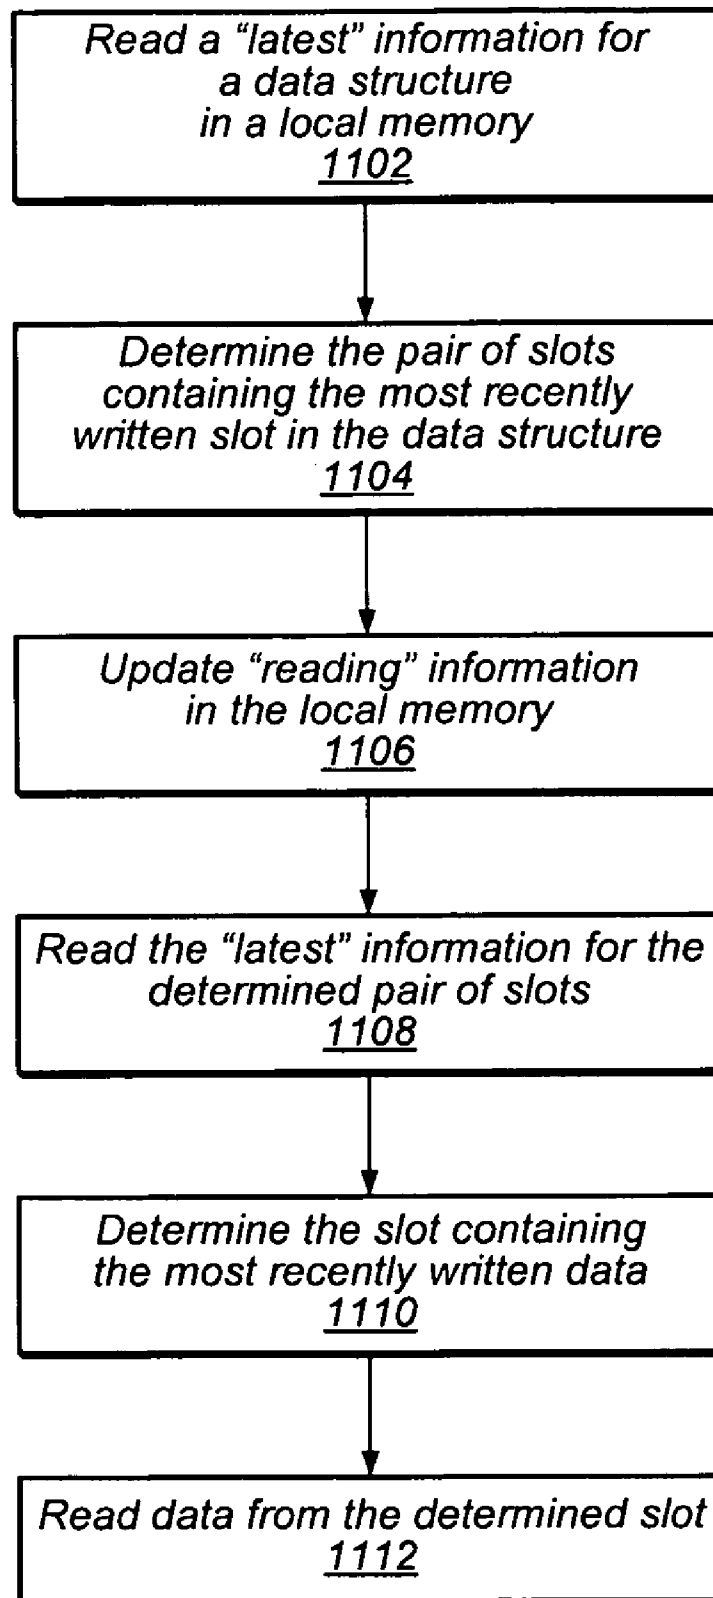 Read a “latest” information for
a data structure
in a local memory
1102
Determine the pair of slots
containing the most recently
written slot in the data structure
1104
Update “reading” information
in the local memory
1106
Read the “latest” information for the
determined pair of slots
1108
Determine the slot containing
the most recently written data
1110
Read data from the determined slot
1112